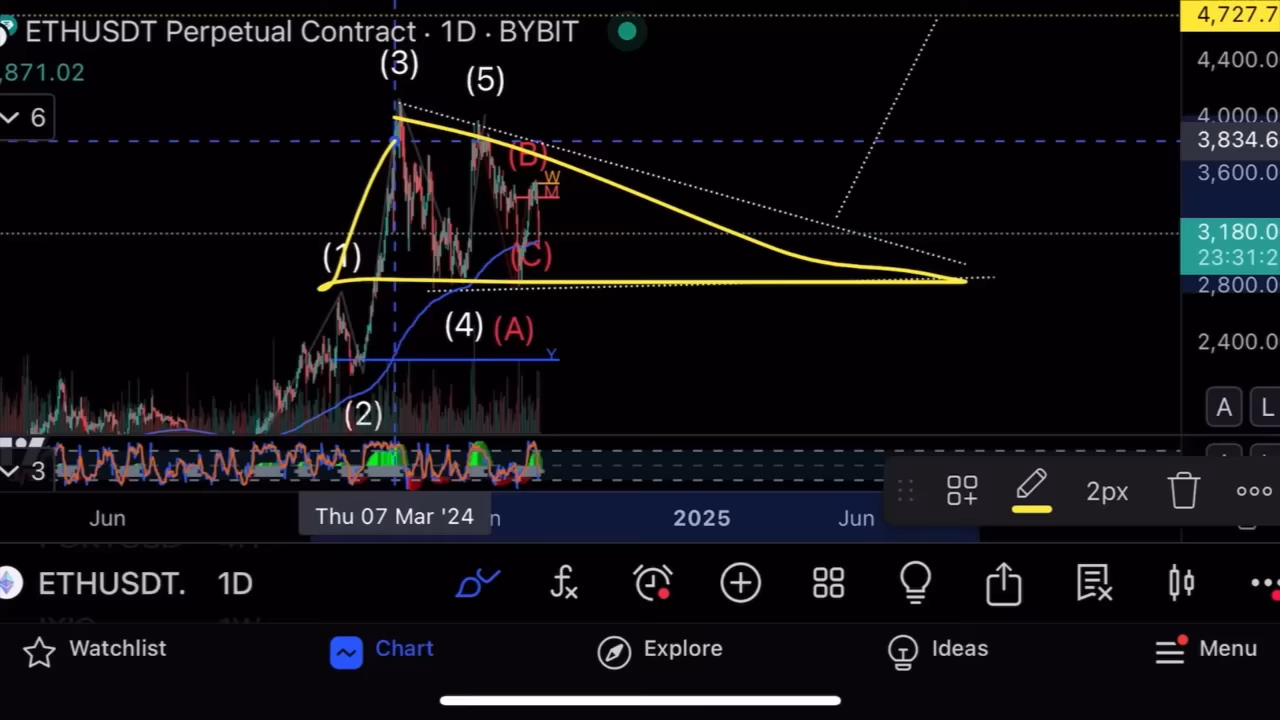 ETHUSDT Perpetual Contract · 1D · BYBIT
4,727.7
,871.02
(3)
(5)
4,400.0
6
4,000.0
3,834.6
(B)
W
M
3,600.0
(1)
(C)
3,180.0
23:31:2
2,800.0
(4)
(A)
Y
2,400.0
(2)
A
L
3
2px
Jun
Thu 07 Mar '24
n
2025
Jun
ETHUSDT.
1D
Watchlist
Chart
Explore
Ideas
Menu